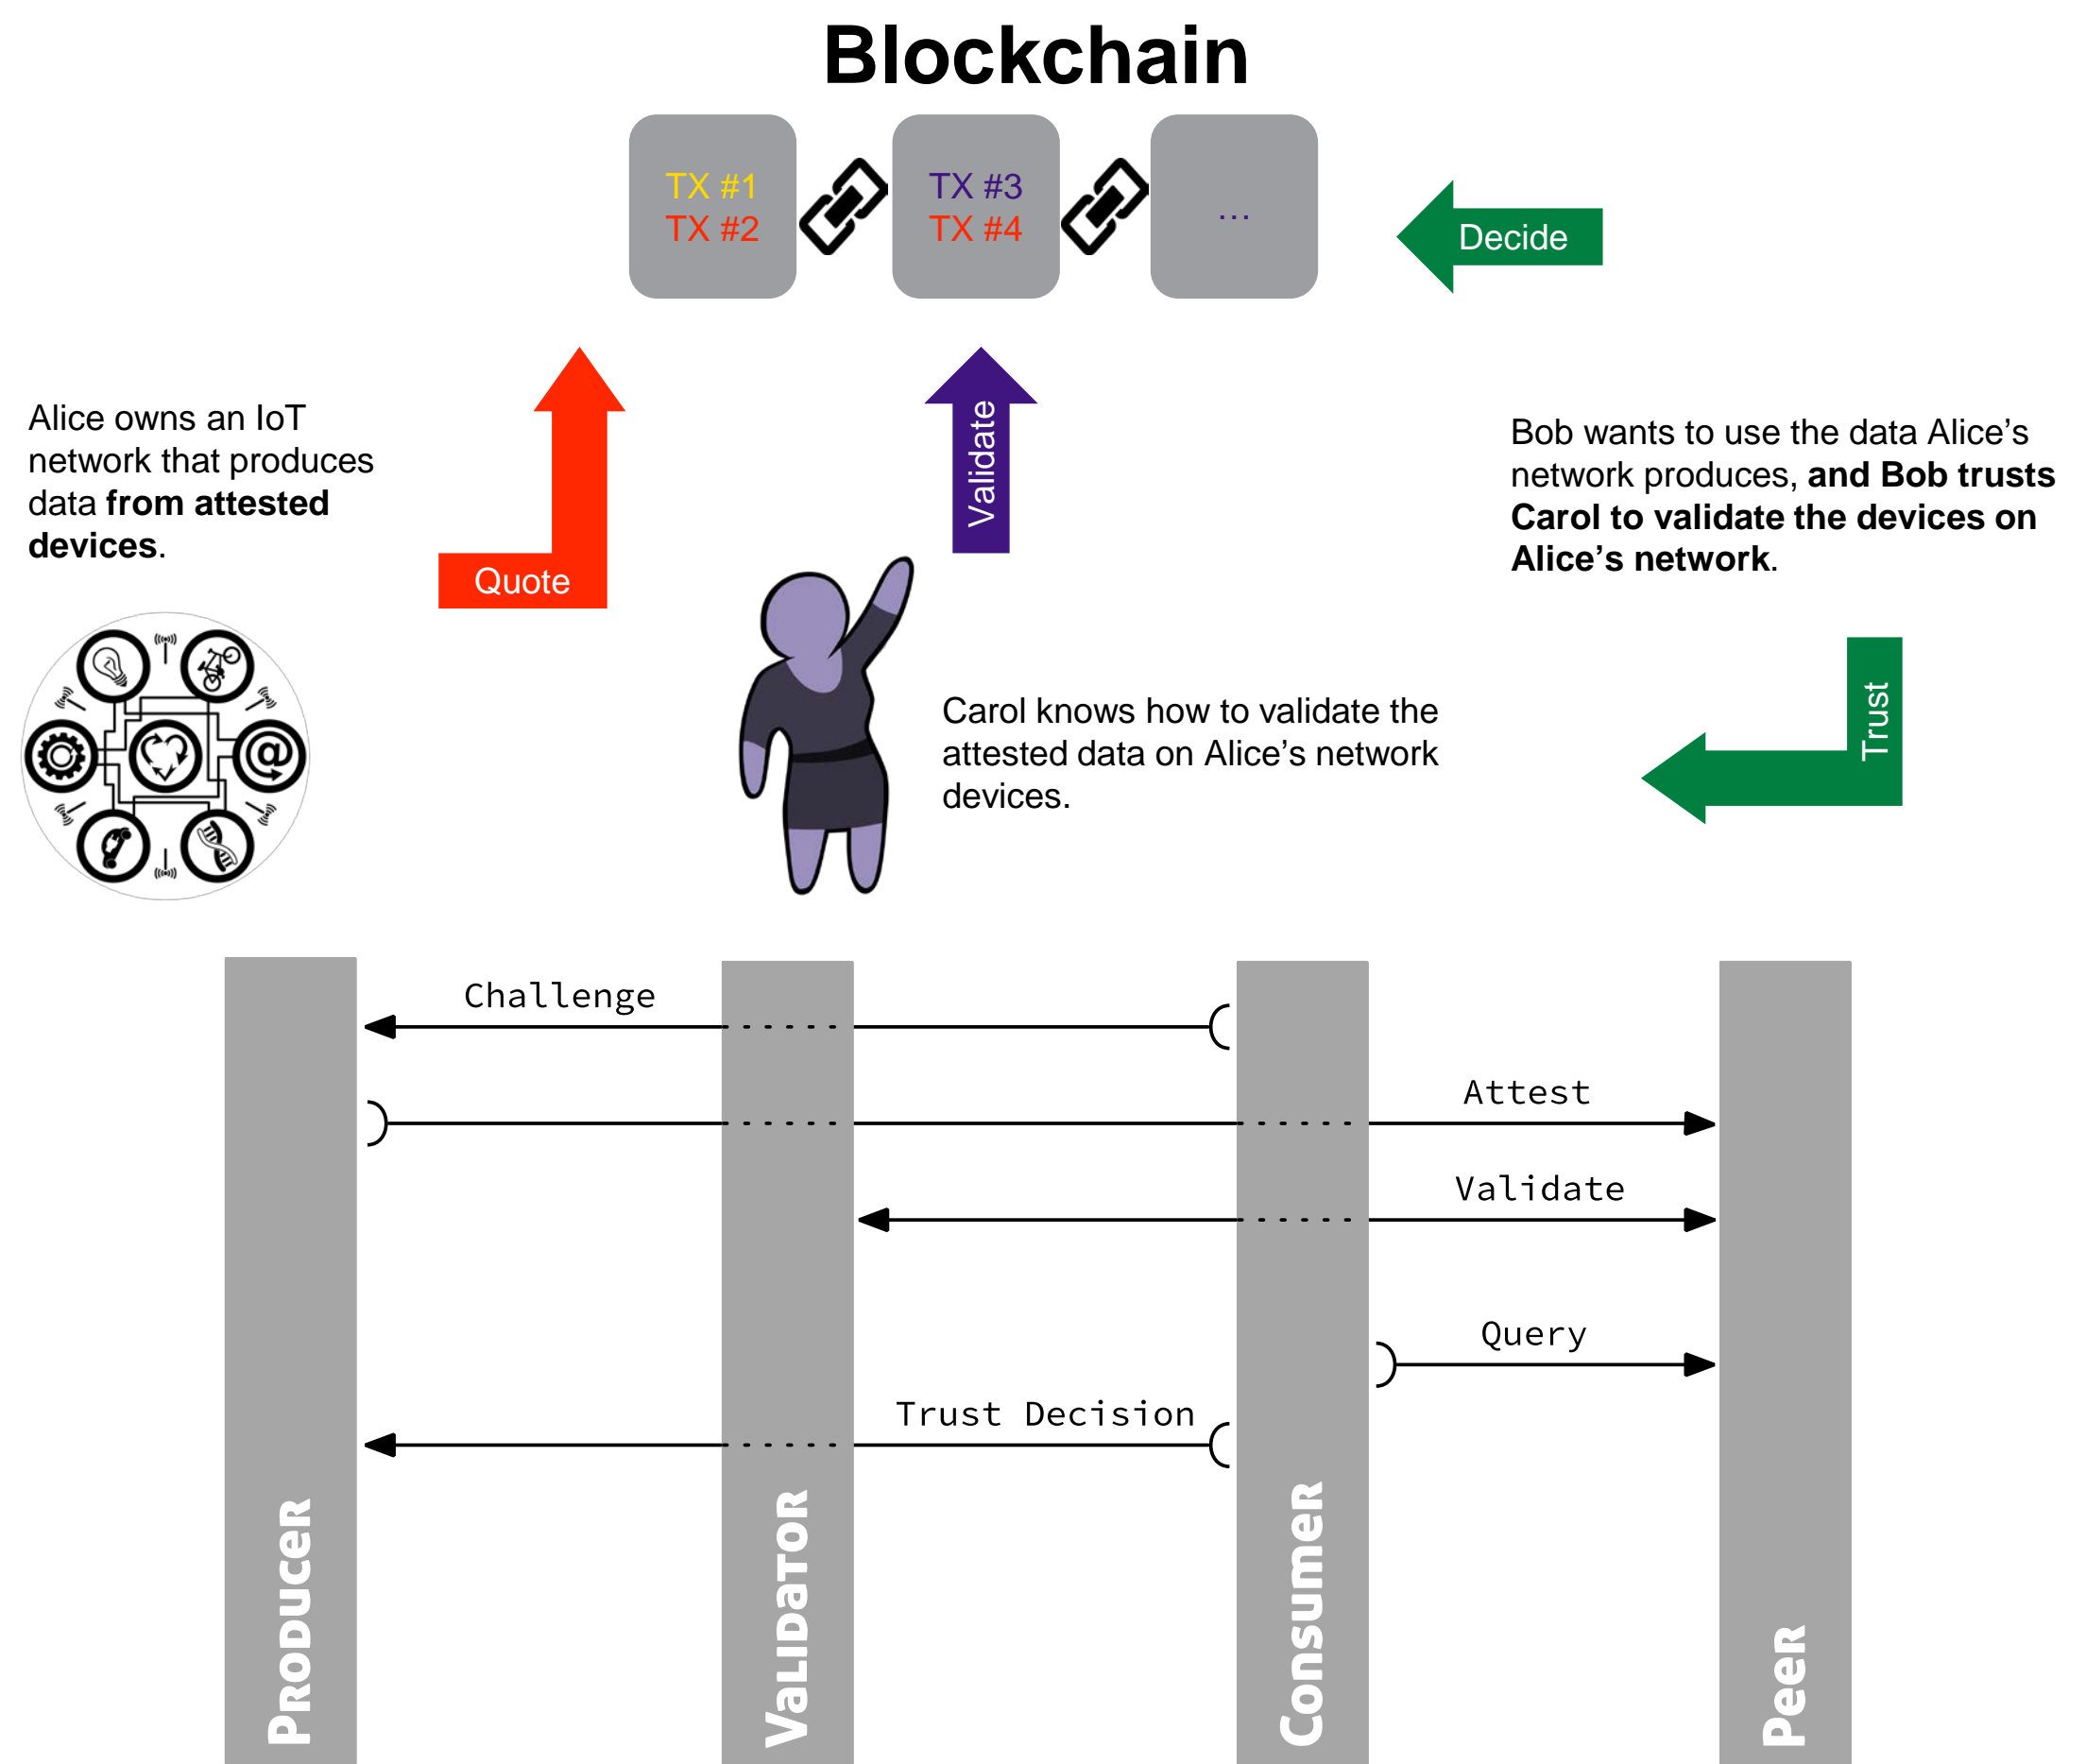 Blockchain
TX #1
TX #2
TX #3
TX #4
...
Decide
Alice owns an IoT
network that produces
data from attested
devices.
Quote
Validate
Bob wants to use the data Alice’s
network produces, and Bob trusts
Carol to validate the devices on
Alice’s network.
@
Carol knows how to validate the
attested data on Alice’s network
devices.
Trust
Challenge
Attest
Validate
Query
Trust Decision
Producer
Validator
Consumer
Peer